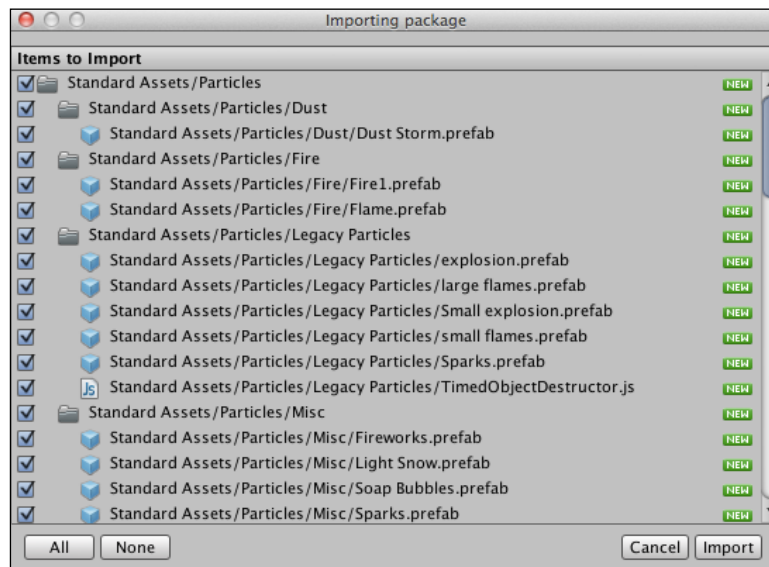 Importing package
Items to Import
Standard Assets/Particles NEW
Standard Assets/Particles/Dust NEW
Standard Assets/Particles/Dust/Dust Storm.prefab NEW
Standard Assets/Particles/Fire NEW
Standard Assets/Particles/Fire/Fire1.prefab NEW
Standard Assets/Particles/Fire/Flame.prefab NEW
Standard Assets/Particles/Legacy Particles NEW
Standard Assets/Particles/Legacy Particles/explosion.prefab NEW
Standard Assets/Particles/Legacy Particles/large flames.prefab NEW
Standard Assets/Particles/Legacy Particles/Small explosion.prefab NEW
Standard Assets/Particles/Legacy Particles/small flames.prefab NEW
Standard Assets/Particles/Legacy Particles/Sparks.prefab NEW
Js Standard Assets/Particles/Legacy Particles/TimedObjectDestructor.js NEW
Standard Assets/Particles/Misc NEW
Standard Assets/Particles/Misc/Fireworks.prefab NEW
Standard Assets/Particles/Misc/Light Snow.prefab NEW
Standard Assets/Particles/Misc/Soap Bubbles.prefab NEW
Standard Assets/Particles/Misc/Sparks.prefab NEW
All None Cancel Import